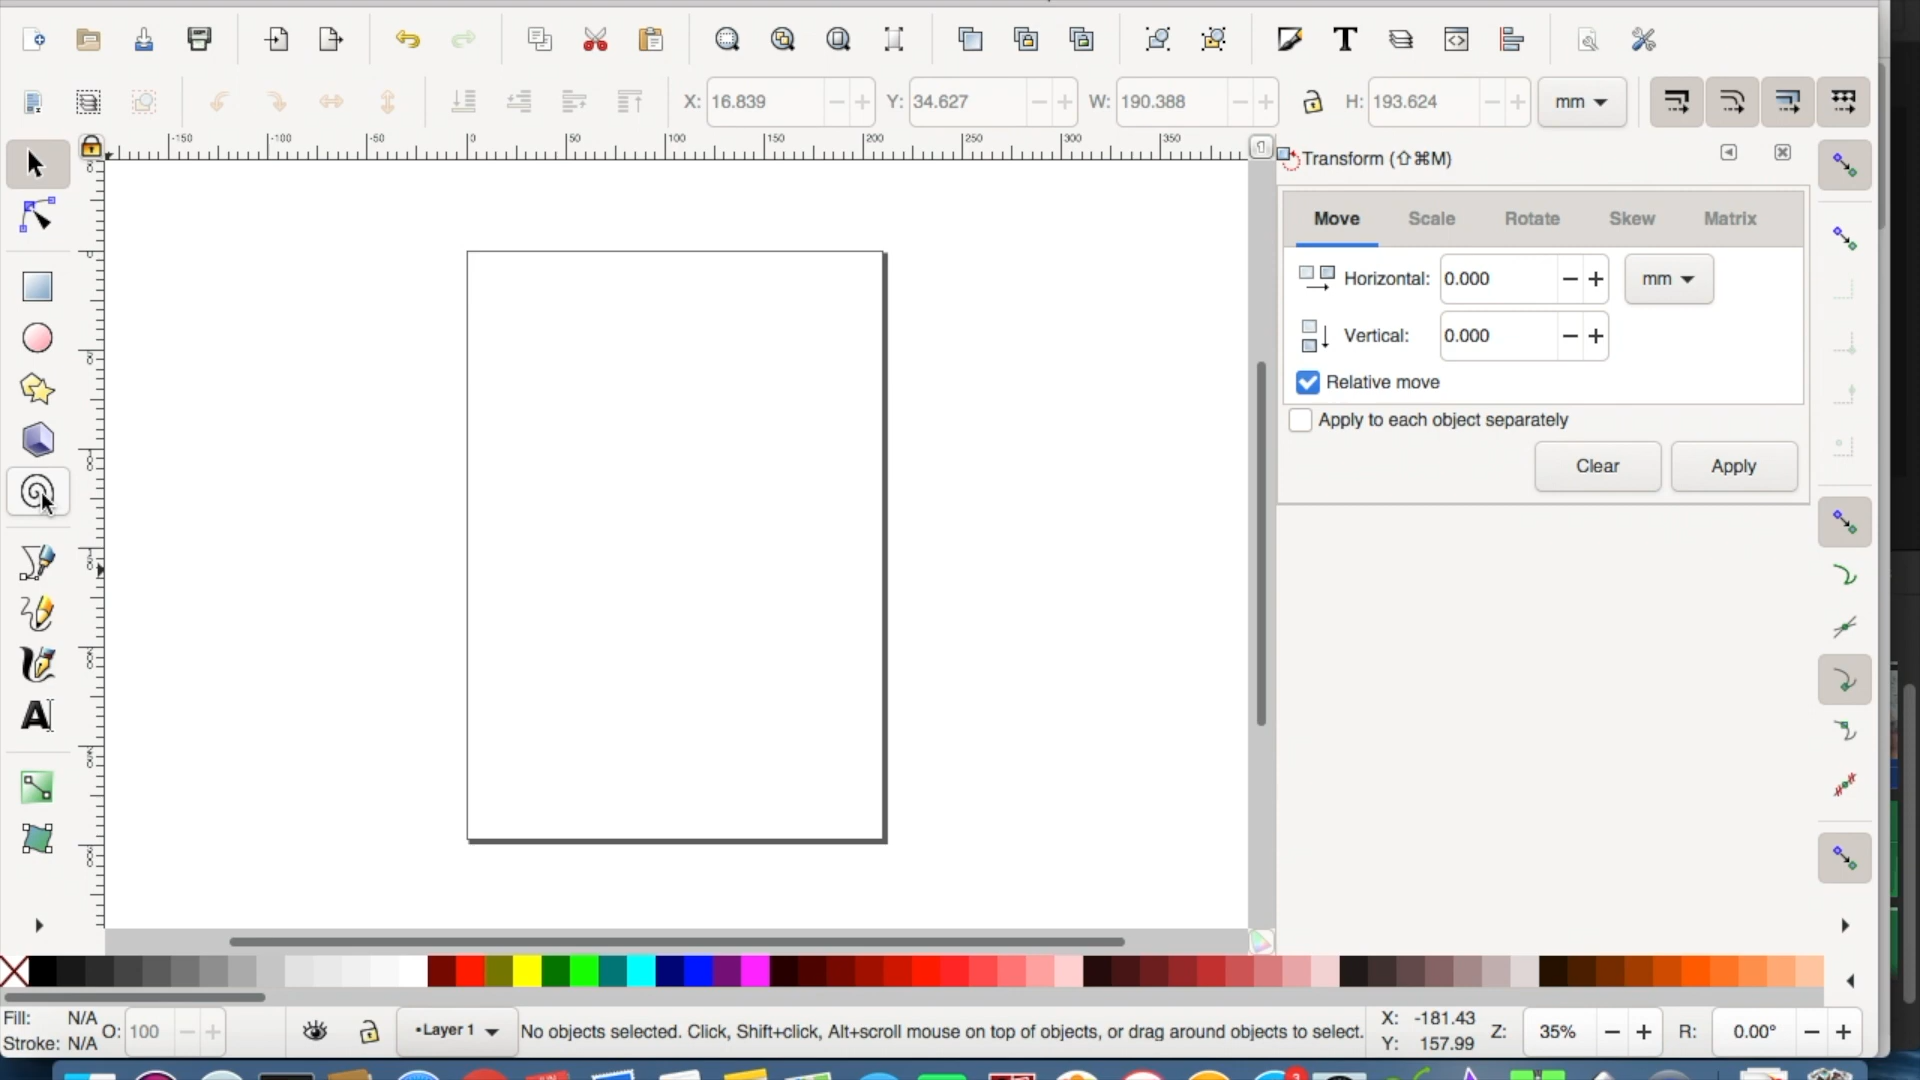 X: 16.839 Y: 34.627 W: 190.388 H: 193.624 mm
-150 -100 -50 0 50 100 150 200 250 300 350
Transform (⇧⌘M)
Move Scale Rotate Skew Matrix
Horizontal: 0.000 mm
Vertical: 0.000
Relative move
Apply to each object separately
Clear Apply
A
Fill: N/A
Stroke: N/A
O: 100
•Layer 1
No objects selected. Click, Shift+click, Alt+scroll mouse on top of objects, or drag around objects to select.
X: -181.43
Y: 157.99
Z: 35% R: 0.00°
3